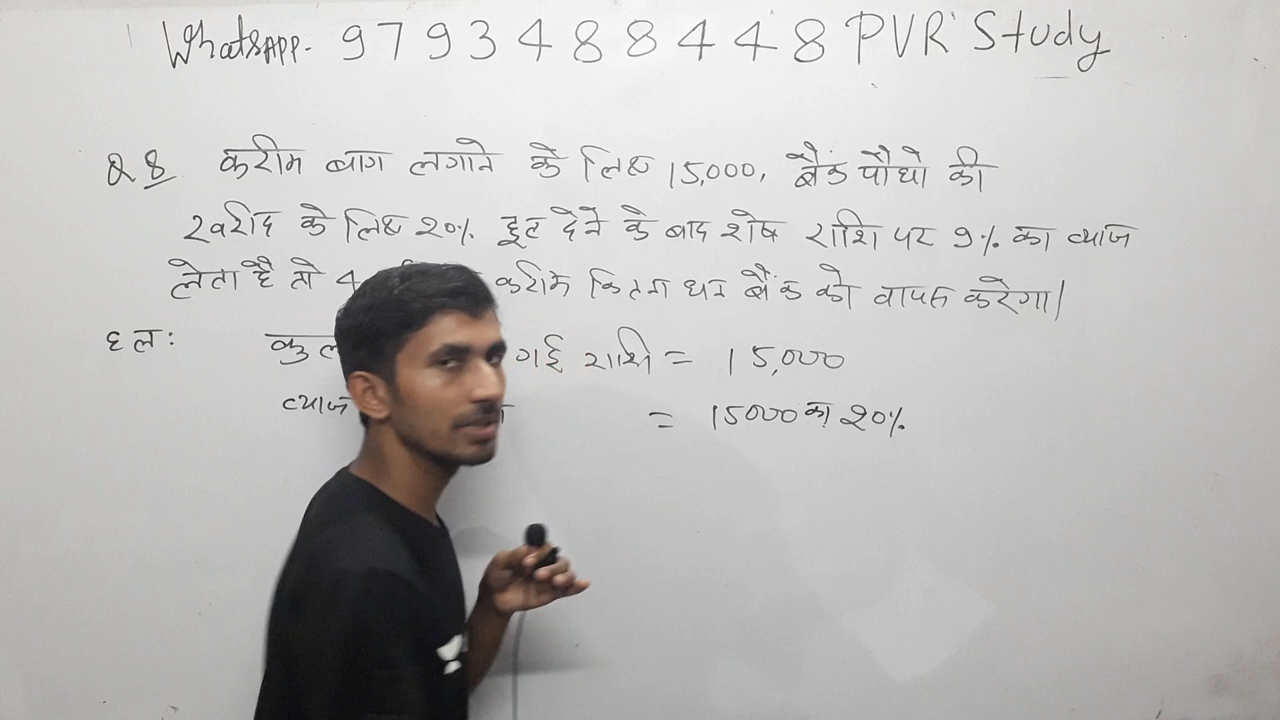 Whatsapp. 9793488448 PVR Study
Q 8 करीम बाग लगाने के लिए 15,000, बैंक पौधो की
खरीद के लिए 20% छूट देने के बाद शेष राशि पर 9% का व्याज
लेता है तो 4 करीम कितना धन बैंक को वापस करेगा।
हल: कुल गई राशि = 15,000
व्याज = 15000 का 20%